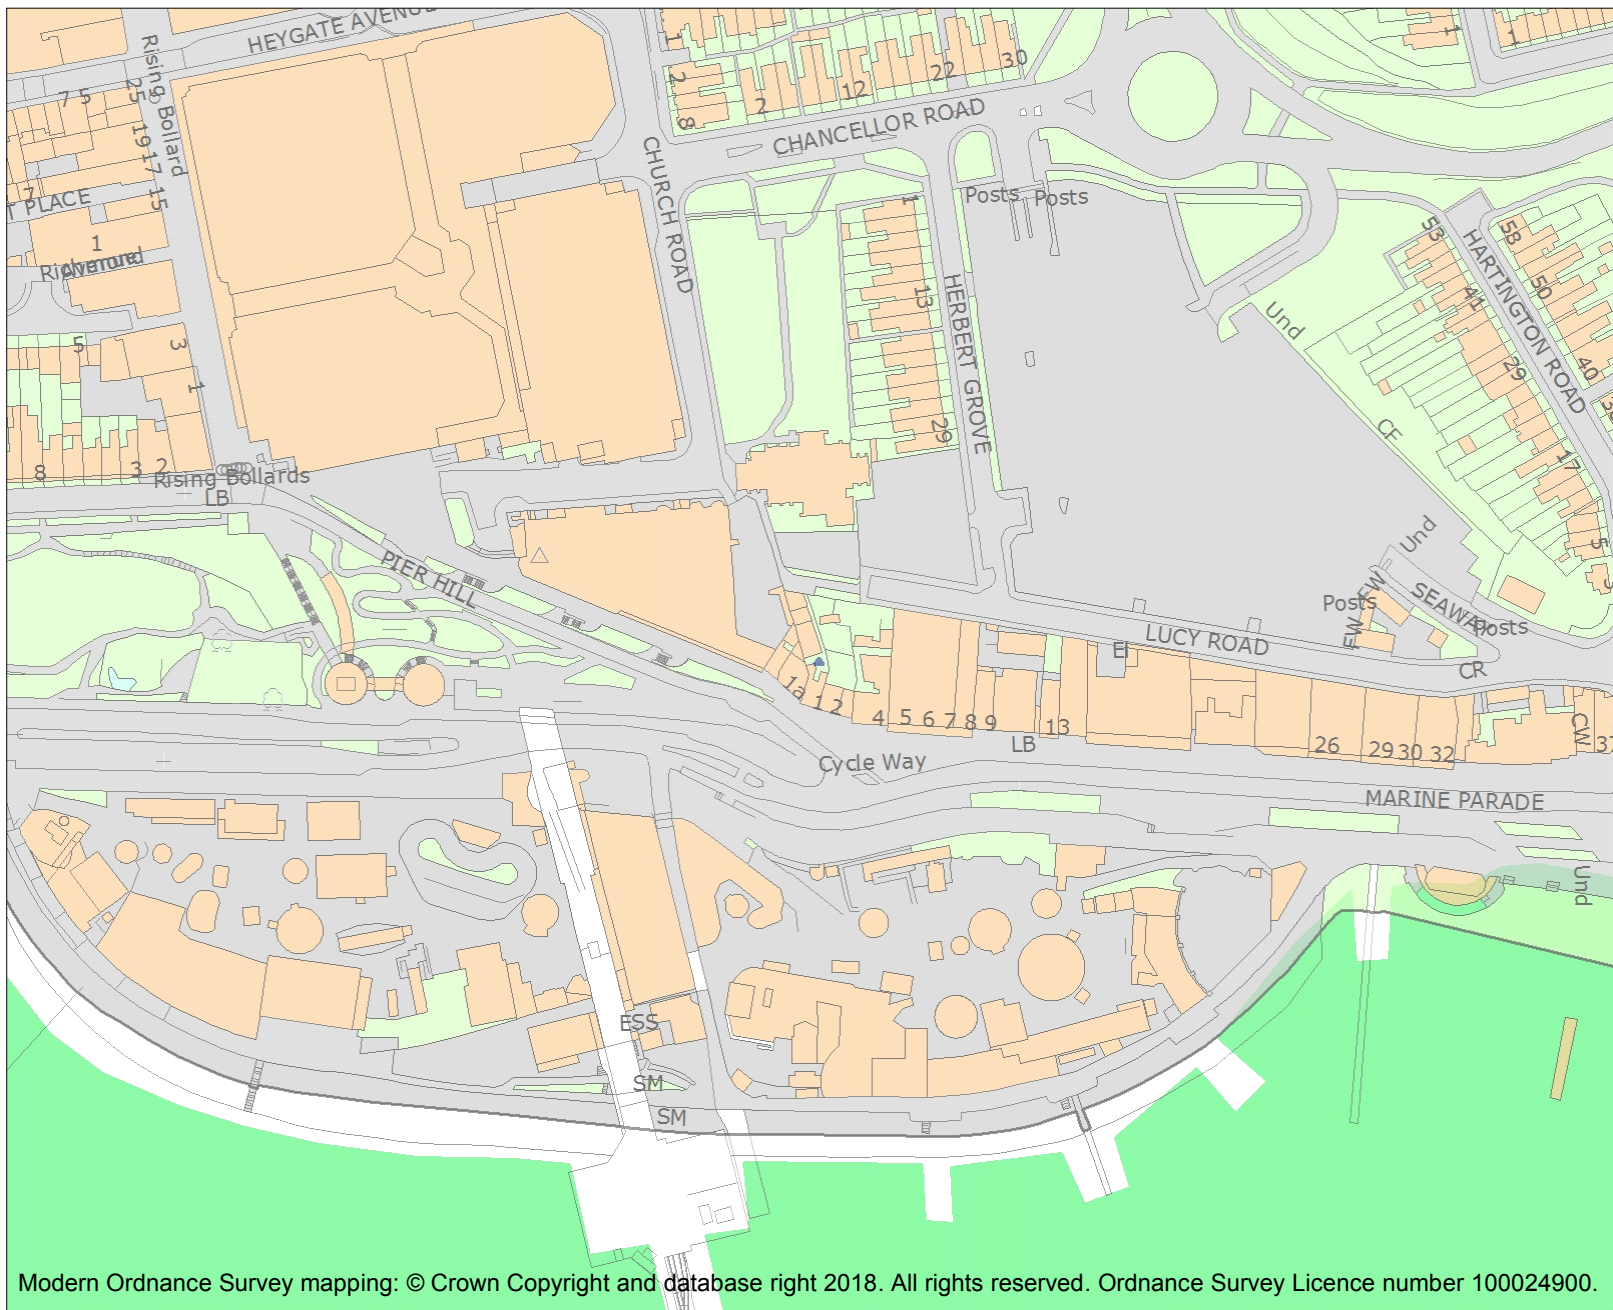 HEYGATE AVENUE
Rising Bollard
1
2
8
2
12
22
30
1
1
7 5
25
19
17
15
CHANCELLOR ROAD
CHURCH ROAD
7
T PLACE
1
Richmond
Avenue
Posts
Posts
1
13
29
HERBERT GROVE
53
58
50
41
29
40
17
5
HARTINGTON ROAD
Und
CF
5
3
1
8
3
2
Rising Bollards
LB
PIER HILL
Und
FW
FW
Posts
SEAWAY
Posts
LUCY ROAD
El
CR
1a
1
2
4
5
6
7
8
9
13
LB
26
29
30
32
CW
37
Cycle Way
MARINE PARADE
Und
ESS
SM
SM
Modern Ordnance Survey mapping: © Crown Copyright and database right 2018. All rights reserved. Ordnance Survey Licence number 100024900.